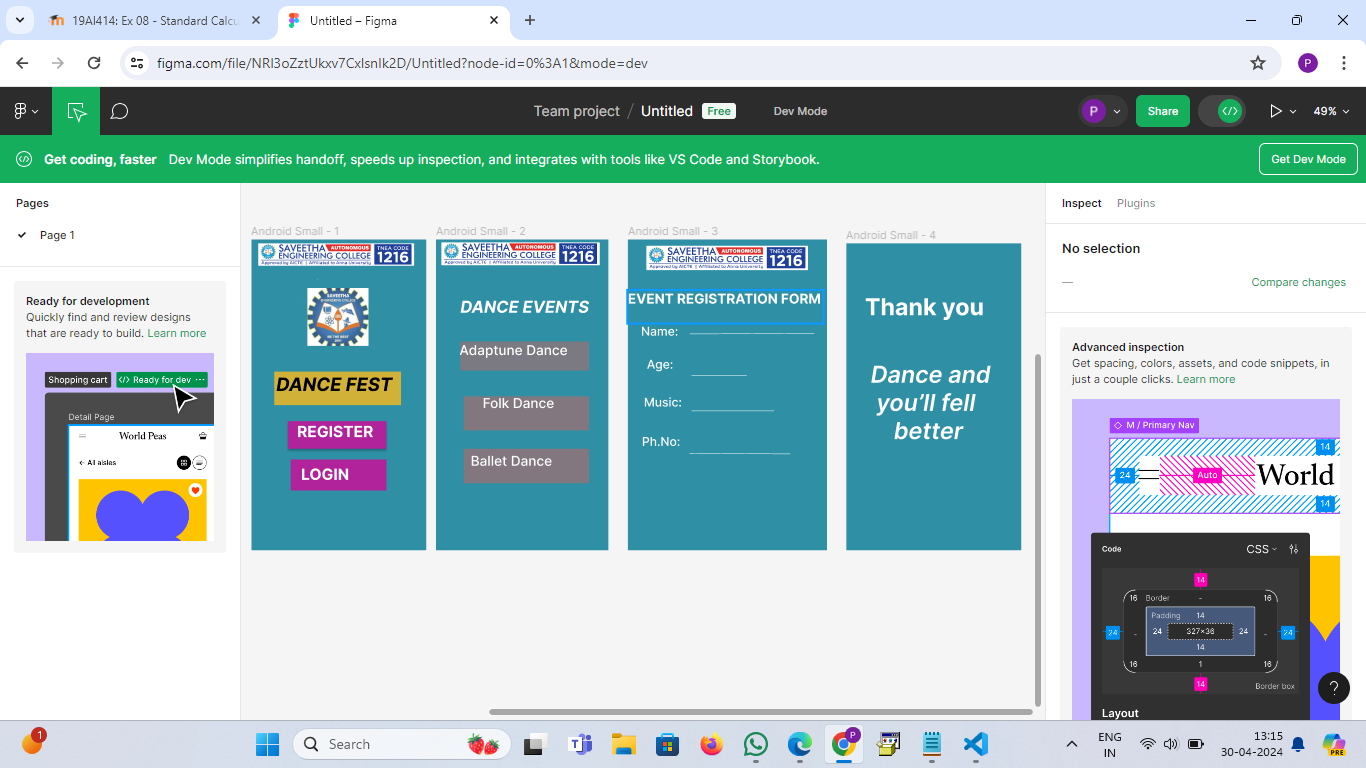 19AI414: Ex 08 - Standard Calcu
Untitled – Figma
figma.com/file/NRI3oZztUkxv7CxlsnIk2D/Untitled?node-id=0%3A1&mode=dev
P
Team project / Untitled Free
Dev Mode
P
Share
49%
Get coding, faster Dev Mode simplifies handoff, speeds up inspection, and integrates with tools like VS Code and Storybook.
Get Dev Mode
Pages
Page 1
Ready for development
Quickly find and review designs
that are ready to build. Learn more
Shopping cart
Ready for dev
Detail Page
World Peas
All aisles
Android Small - 1
SAVEETHA AUTONOMOUS
ENGINEERING COLLEGE
Approved by AICTE | Affiliated to Anna University
TNEA CODE
1216
SAVEETHA
ENGINEERING COLLEGE
DANCE FEST
REGISTER
LOGIN
Android Small - 2
SAVEETHA AUTONOMOUS
ENGINEERING COLLEGE
Approved by AICTE | Affiliated to Anna University
TNEA CODE
1216
DANCE EVENTS
Adaptune Dance
Folk Dance
Ballet Dance
Android Small - 3
SAVEETHA AUTONOMOUS
ENGINEERING COLLEGE
Approved by AICTE | Affiliated to Anna University
TNEA CODE
1216
EVENT REGISTRATION FORM
Name:
Age:
Music:
Ph.No:
Android Small - 4
Thank you
Dance and
you’ll fell
better
Inspect Plugins
No selection
—
Compare changes
Advanced inspection
Get spacing, colors, assets, and code snippets, in
just a couple clicks. Learn more
M / Primary Nav
14
24
Auto
World
14
Code
CSS
14
16 Border - 16
Padding 14
24 - 24 327×36 24 - 24
14
16 1 16
14
Border box
Layout
?
1
Search
P
ENG
IN
13:15
30-04-2024
PRE